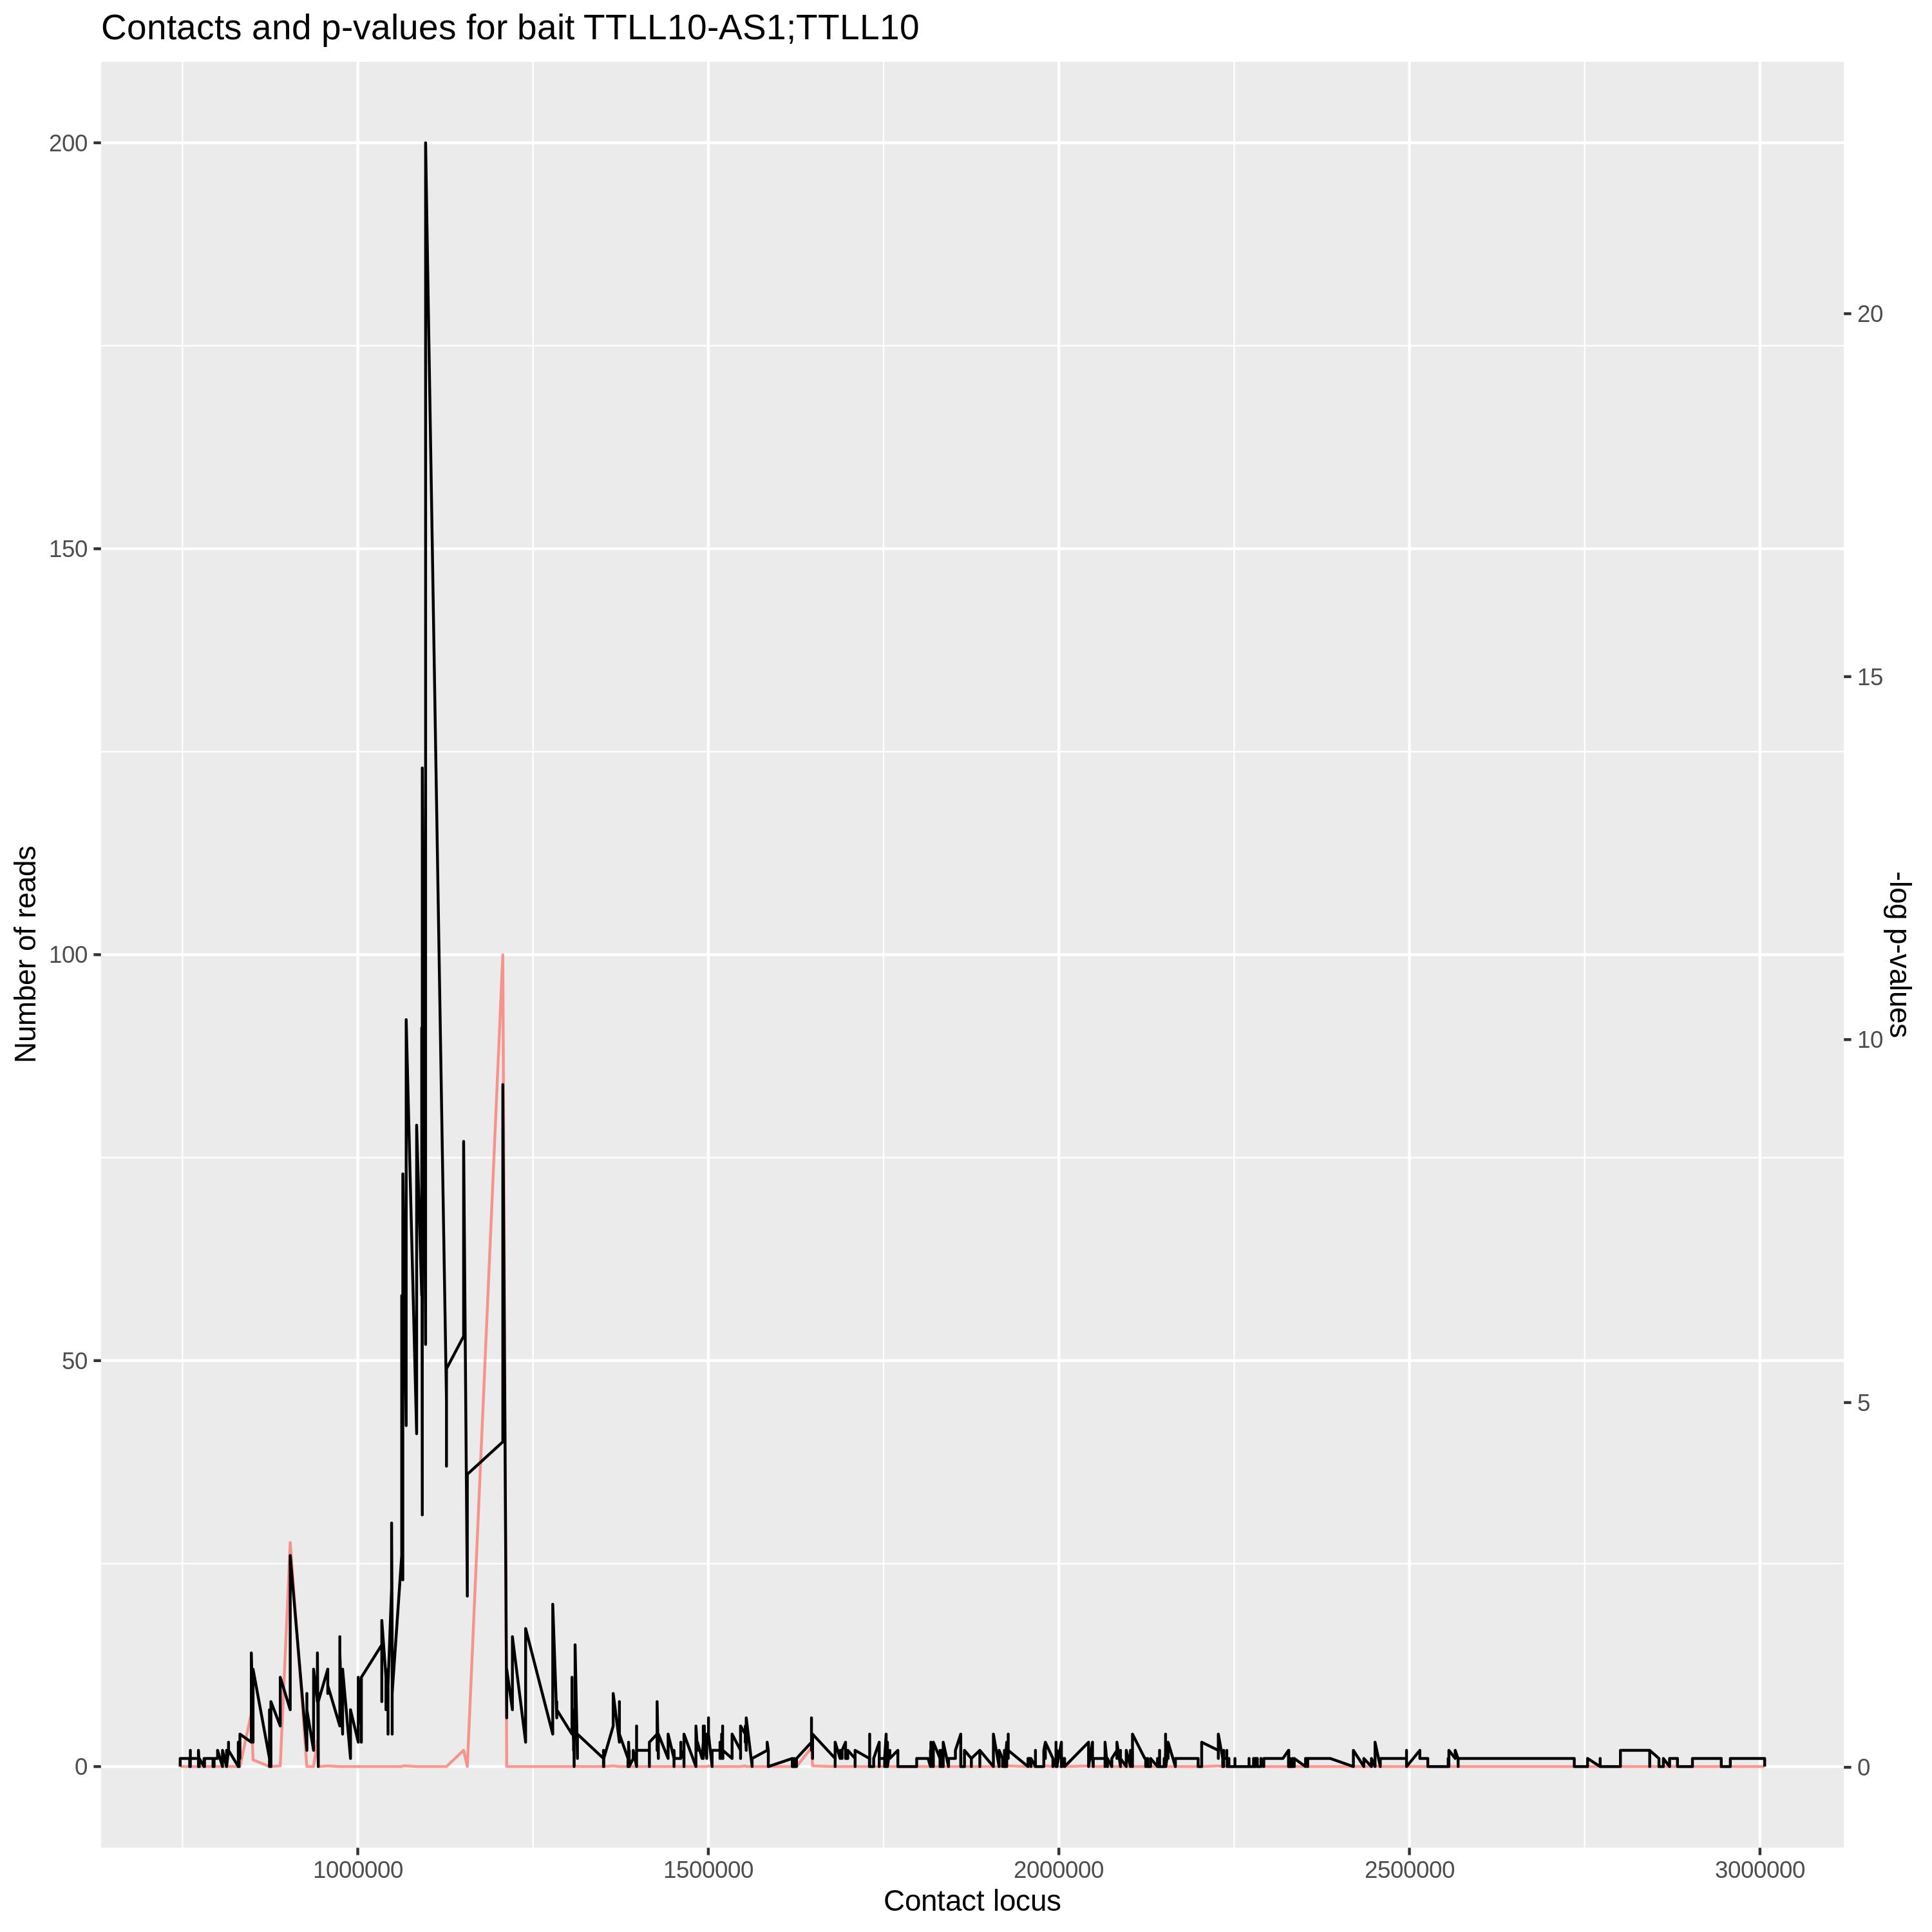 Contacts and p-values for bait TTLL10-AS1;TTLL10
200
150
100
50
0
Number of reads
20
15
10
5
0
-log p-values
1000000 1500000 2000000 2500000 3000000
Contact locus